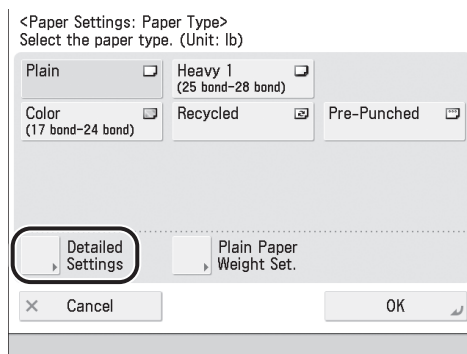 <Paper Settings: Paper Type>
Select the paper type. (Unit: lb)
Plain
Heavy 1
(25 bond-28 bond)
Color
(17 bond-24 bond)
Recycled
Pre-Punched
Detailed
Settings
Plain Paper
Weight Set.
Cancel
OK